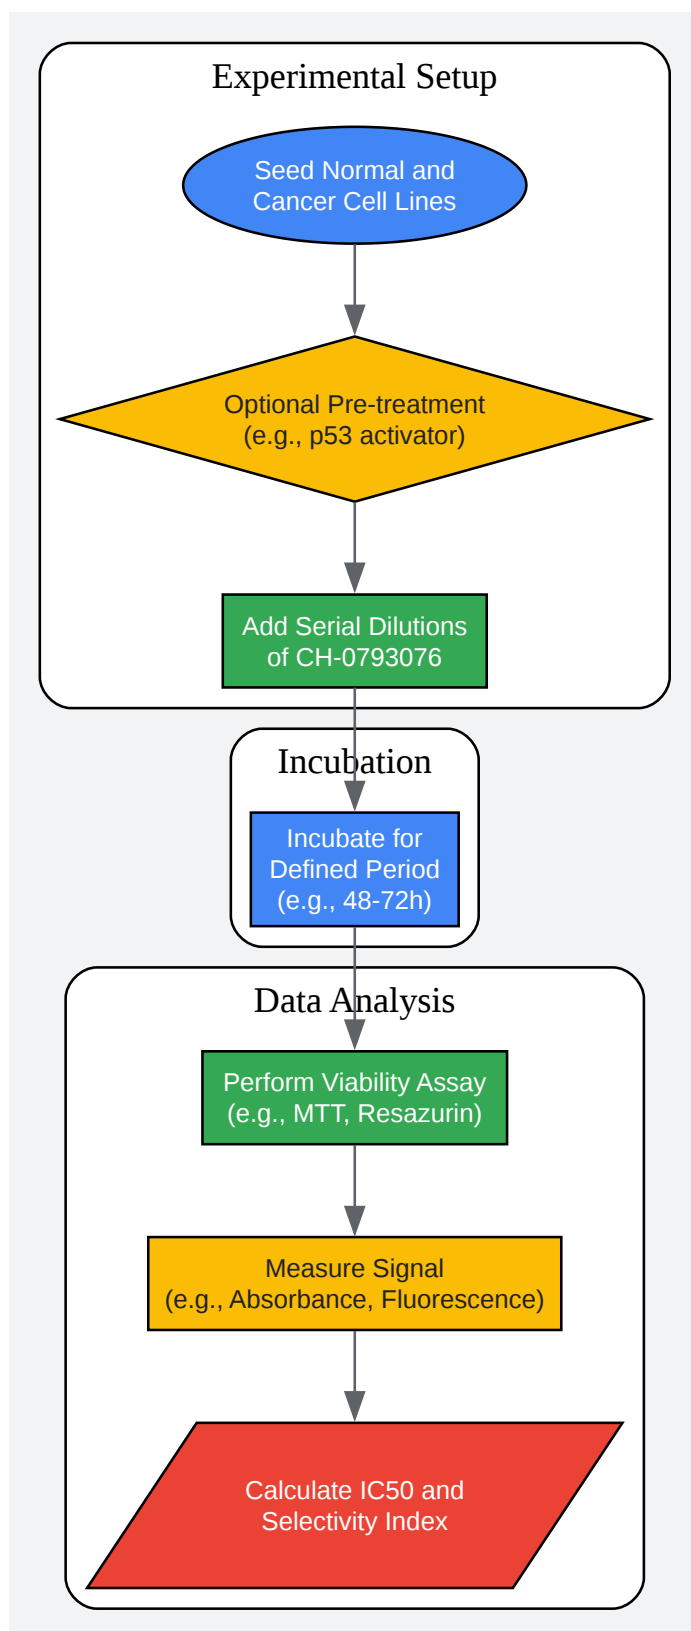 Experimental Setup
Seed Normal and
Cancer Cell Lines
Optional Pre-treatment
(e.g., p53 activator)
Add Serial Dilutions
of CH-0793076
Incubation
Incubate for
Defined Period
(e.g., 48-72h)
Data Analysis
Perform Viability Assay
(e.g., MTT, Resazurin)
Measure Signal
(e.g., Absorbance, Fluorescence)
Calculate IC50 and
Selectivity Index